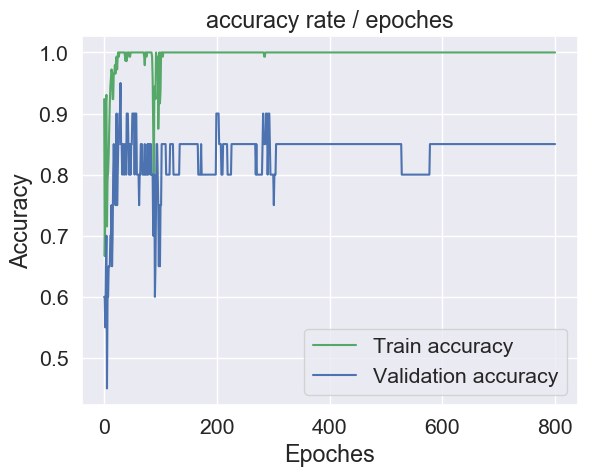 accuracy rate / epoches
1.0
0.9
0.8
0.7
0.6
0.5
Accuracy
Train accuracy
Validation accuracy
0 200 400 600 800
Epoches